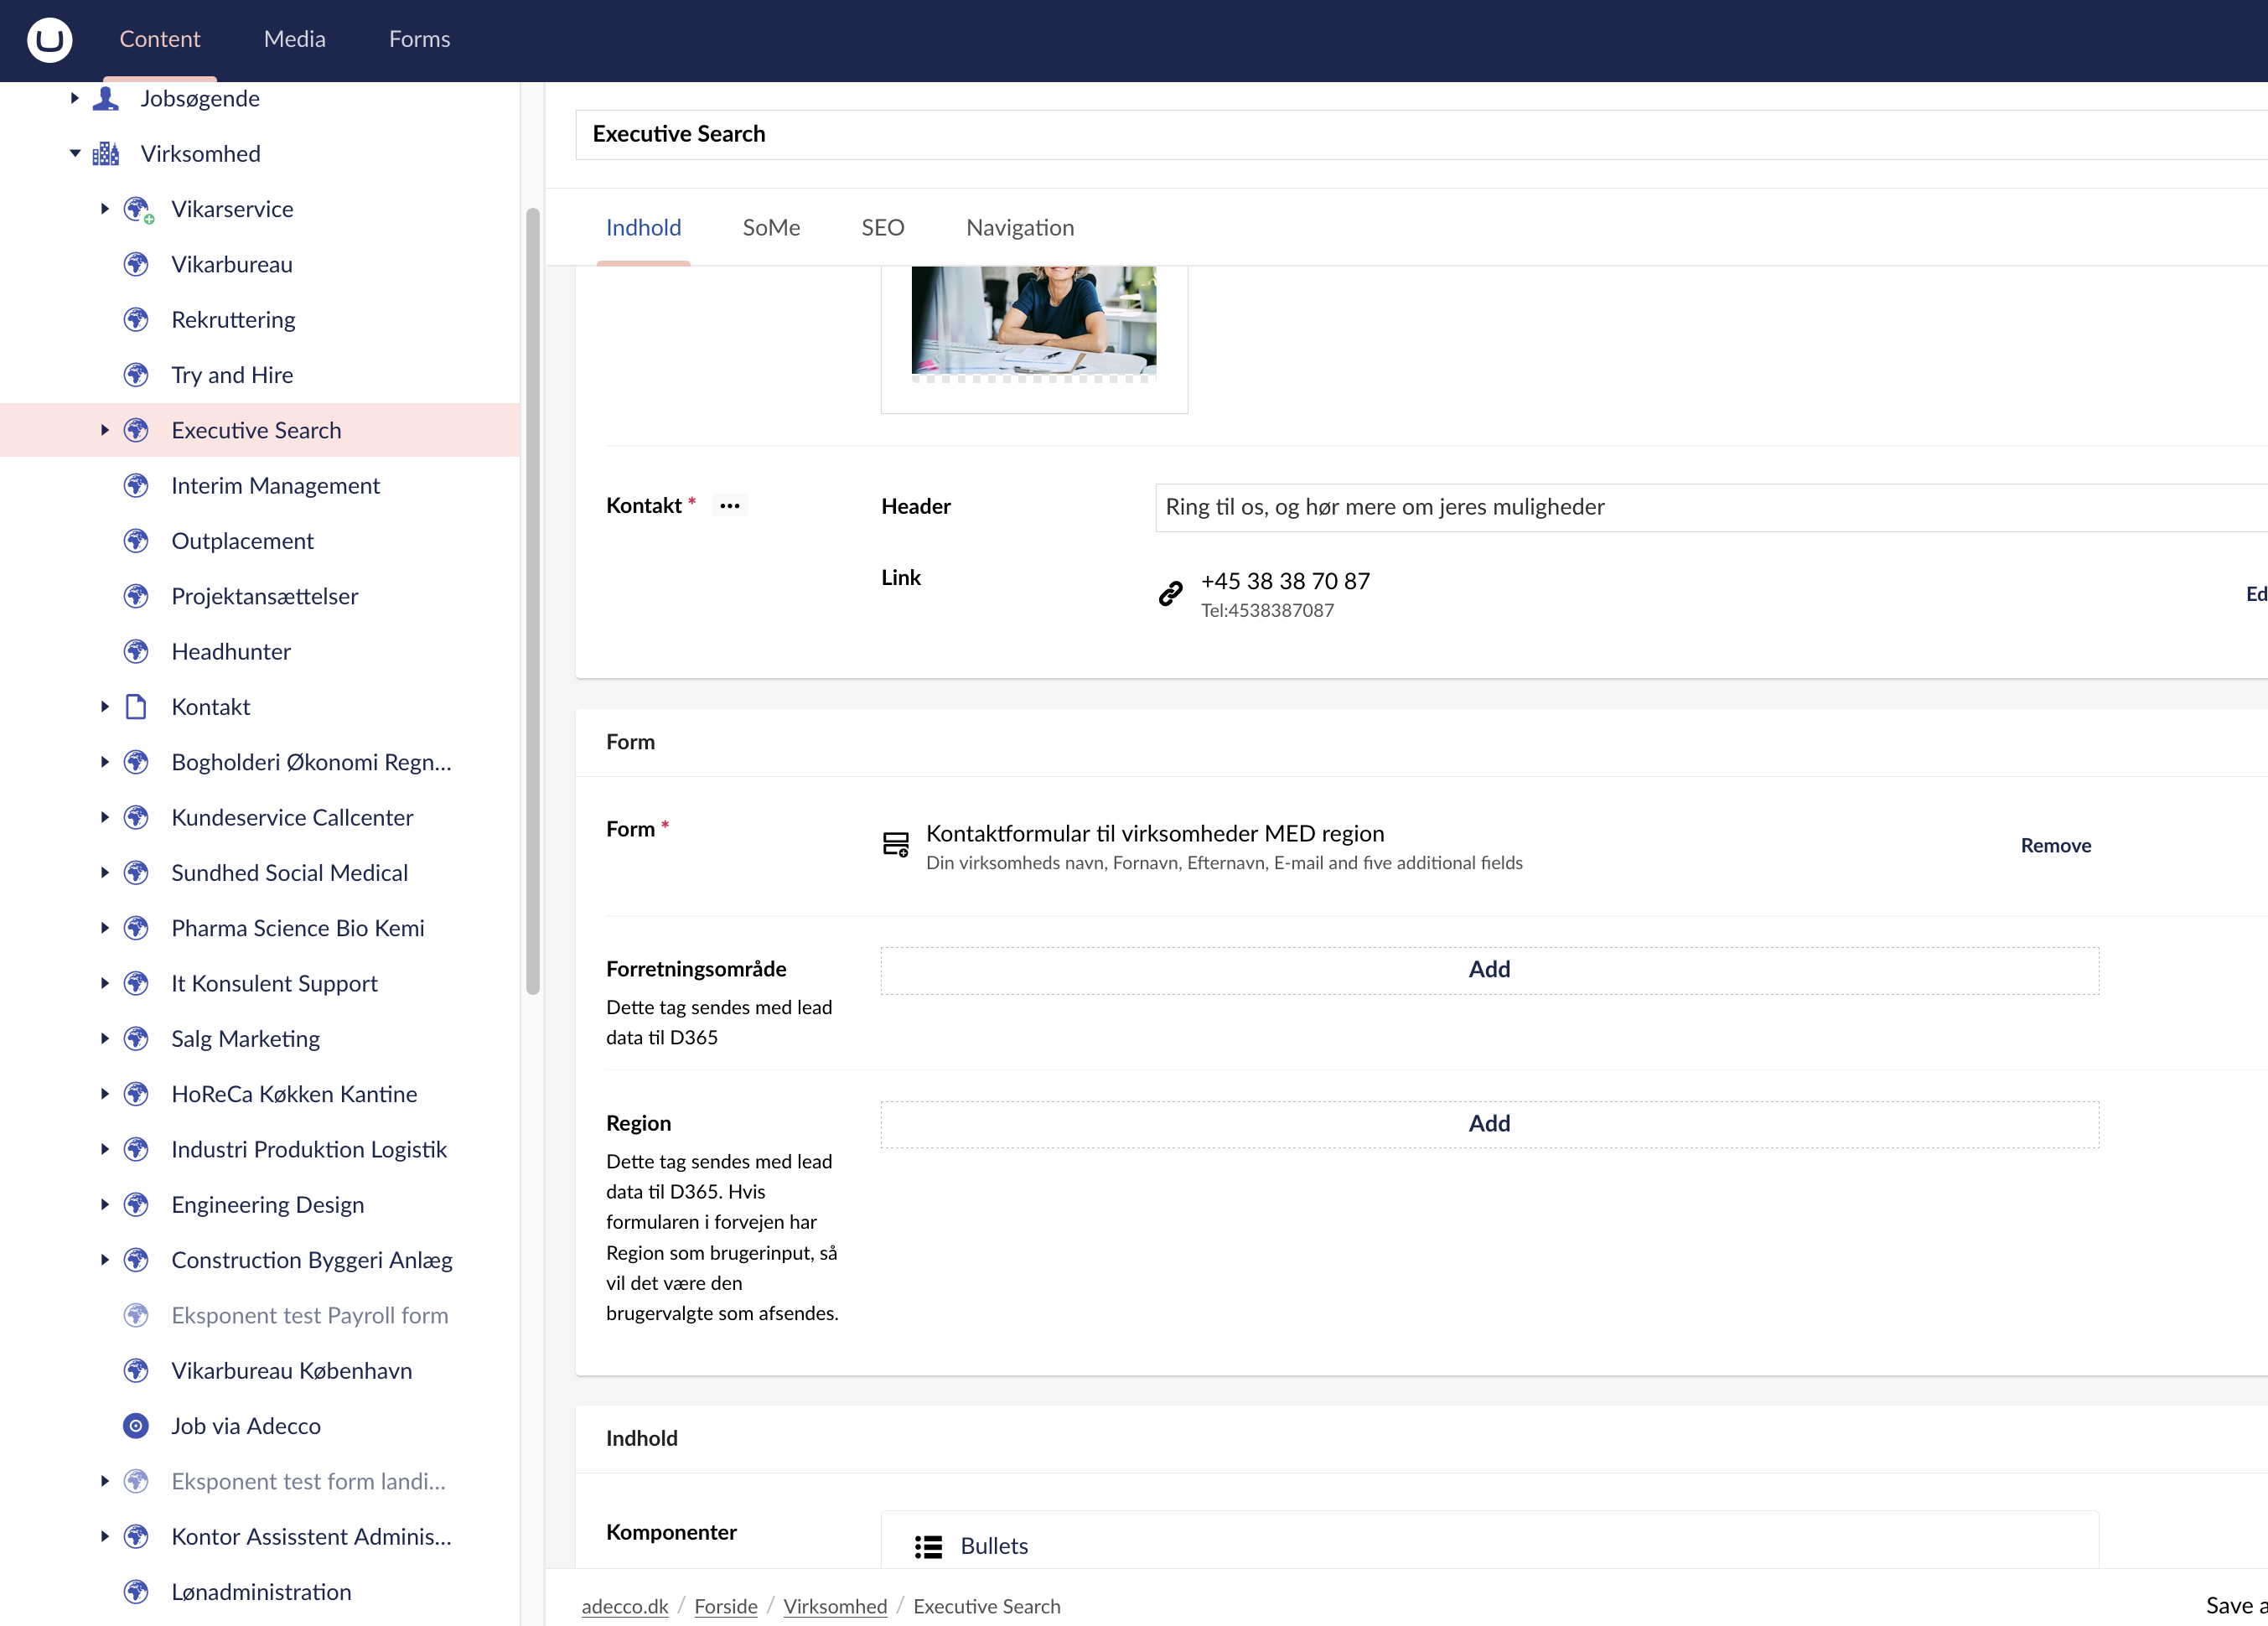 Content
Media
Forms
Jobsøgende
Virksomhed
Vikarservice
Vikarbureau
Rekruttering
Try and Hire
Executive Search
Interim Management
Outplacement
Projektansættelser
Headhunter
Kontakt
Bogholderi Økonomi Regn...
Kundeservice Callcenter
Sundhed Social Medical
Pharma Science Bio Kemi
It Konsulent Support
Salg Marketing
HoReCa Køkken Kantine
Industri Produktion Logistik
Engineering Design
Construction Byggeri Anlæg
Eksponent test Payroll form
Vikarbureau København
Job via Adecco
Eksponent test form landi...
Kontor Assisstent Adminis...
Lønadministration
Executive Search
Indhold
SoMe
SEO
Navigation
Kontakt *
Header
Ring til os, og hør mere om jeres muligheder
Link
+45 38 38 70 87
Tel:4538387087
Ed
Form
Form *
Kontaktformular til virksomheder MED region
Din virksomheds navn, Fornavn, Efternavn, E-mail and five additional fields
Remove
Forretningsområde
Dette tag sendes med lead
data til D365
Add
Region
Dette tag sendes med lead
data til D365. Hvis
formularen i forvejen har
Region som brugerinput, så
vil det være den
brugervalgte som afsendes.
Add
Indhold
Komponenter
Bullets
adecco.dk / Forside / Virksomhed / Executive Search
Save a